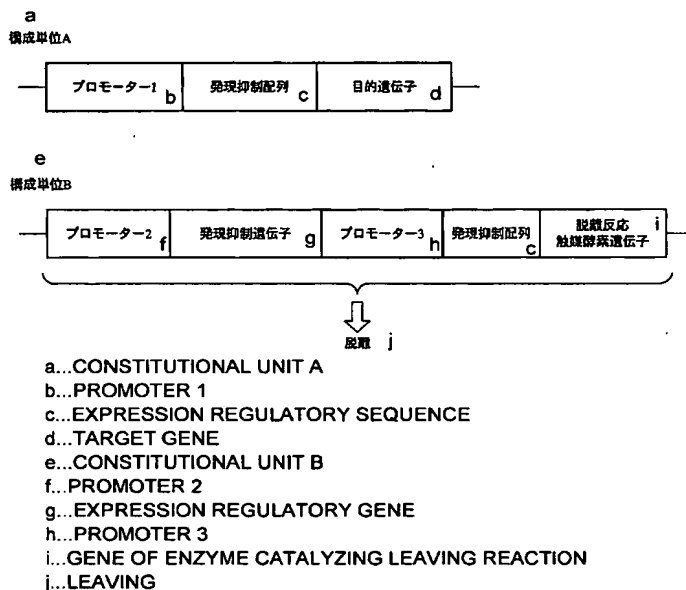 a
構成単位A
プロモーター1 b
発現抑制配列 c
目的遺伝子 d
e
構成単位B
プロモーター2 f
発現抑制遺伝子 g
プロモーター3 h
発現抑制配列 c
脱離反応 i
触媒酵素遺伝子
脱離 j
a...CONSTITUTIONAL UNIT A
b...PROMOTER 1
c...EXPRESSION REGULATORY SEQUENCE
d...TARGET GENE
e...CONSTITUTIONAL UNIT B
f...PROMOTER 2
g...EXPRESSION REGULATORY GENE
h...PROMOTER 3
i...GENE OF ENZYME CATALYZING LEAVING REACTION
j...LEAVING